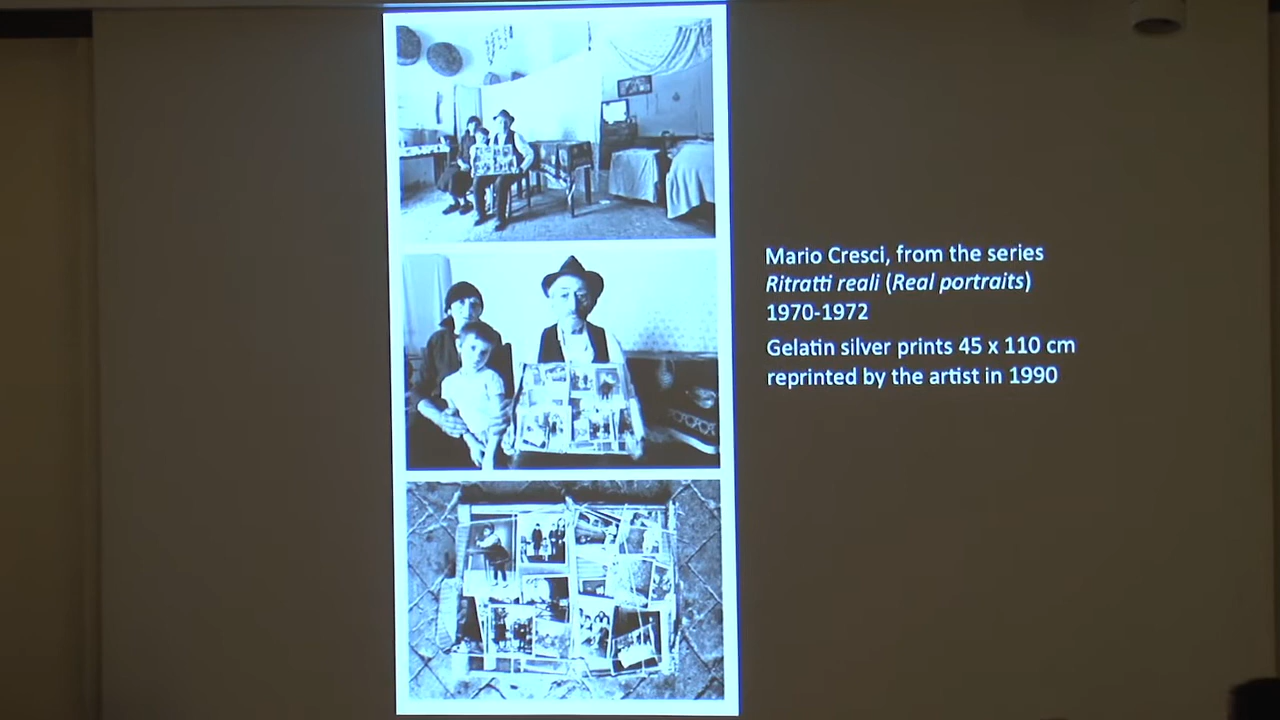 Mario Cresci, from the series
Ritratti reali (Real portraits)
1970-1972
Gelatin silver prints 45 x 110 cm
reprinted by the artist in 1990